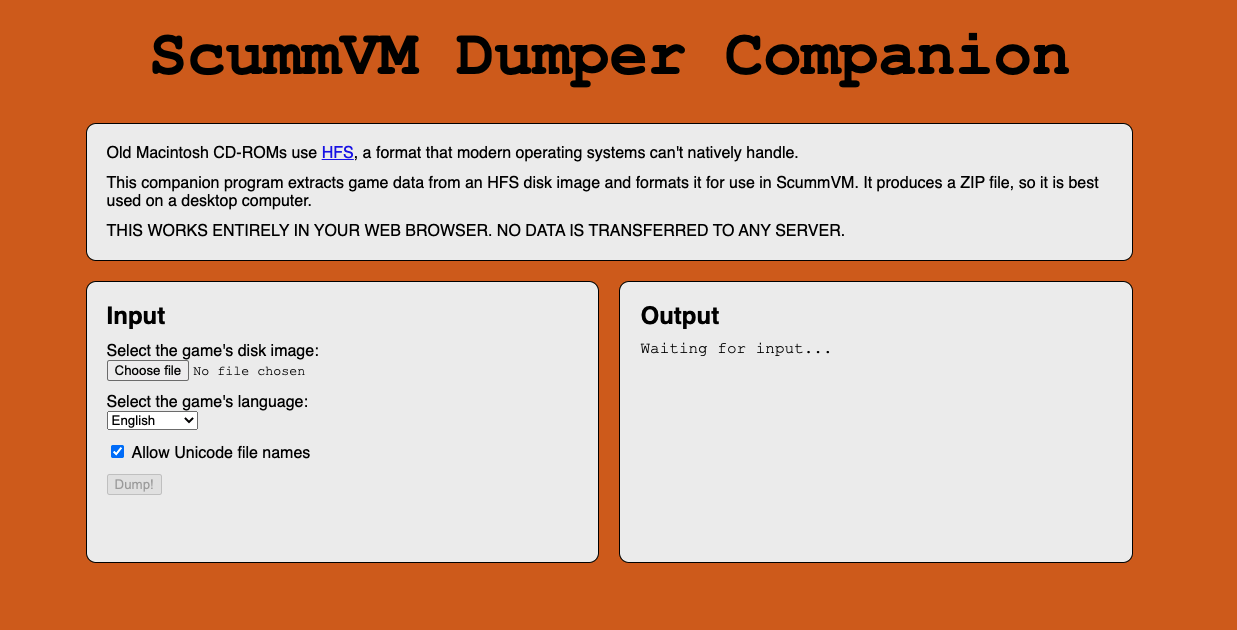 ScummVM Dumper Companion
Old Macintosh CD-ROMs use HFS, a format that modern operating systems can't natively handle.
This companion program extracts game data from an HFS disk image and formats it for use in ScummVM. It produces a ZIP file, so it is best
used on a desktop computer.
THIS WORKS ENTIRELY IN YOUR WEB BROWSER. NO DATA IS TRANSFERRED TO ANY SERVER.
Input
Select the game's disk image:
Choose file No file chosen
Select the game's language:
English
Allow Unicode file names
Dump!
Output
Waiting for input...